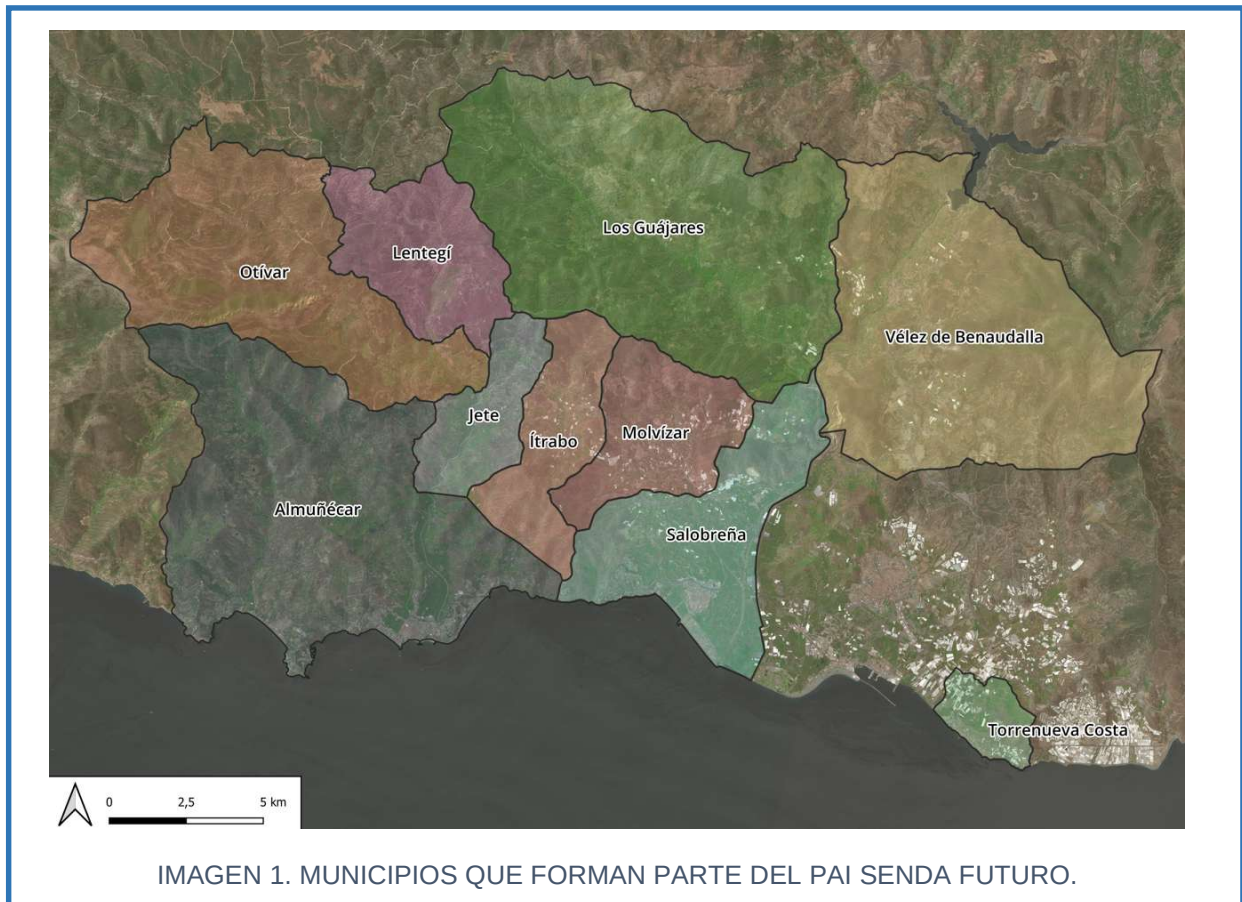 Los Guájares
Lentegí
Otívar
Vélez de Benaudalla
Jete
Ítrabo
Molvízar
Almuñécar
Salobreña
Torrenueva Costa
0 2,5 5 km
IMAGEN 1. MUNICIPIOS QUE FORMAN PARTE DEL PAI SENDA FUTURO.